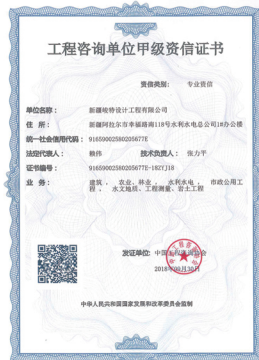 工程咨询单位甲级资信证书
资信类别： 专业资信
单位名称： 新疆峻特设计工程有限公司
住 所： 新疆阿拉尔市幸福路南118号水利水电总公司18办公楼
统一社会信用代码： 91659002580205677E
法定代表人： 赖伟 技术负责人： 张力平
证书编号： 91659002580205677E-18ZYJ18
业 务： 建筑， 农业、林业， 水利水电， 市政公用工
程， 水文地质、工程测量、岩土工程
发证单位： 中国工程咨询协会
2018年09月30日
中华人民共和国国家发展和改革委员会监制